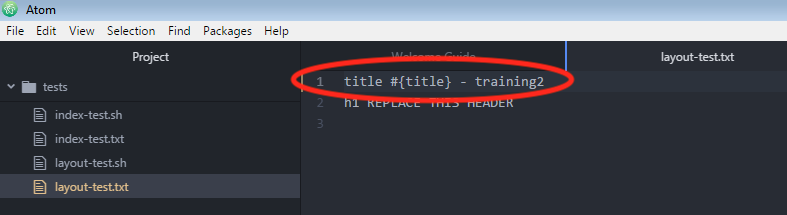 Atom
File Edit View Selection Find Packages Help
Project
Welcome Guide
layout-test.txt
tests
index-test.sh
index-test.txt
layout-test.sh
layout-test.txt
1 title #{title} - training2
2 h1 REPLACE THIS HEADER
3